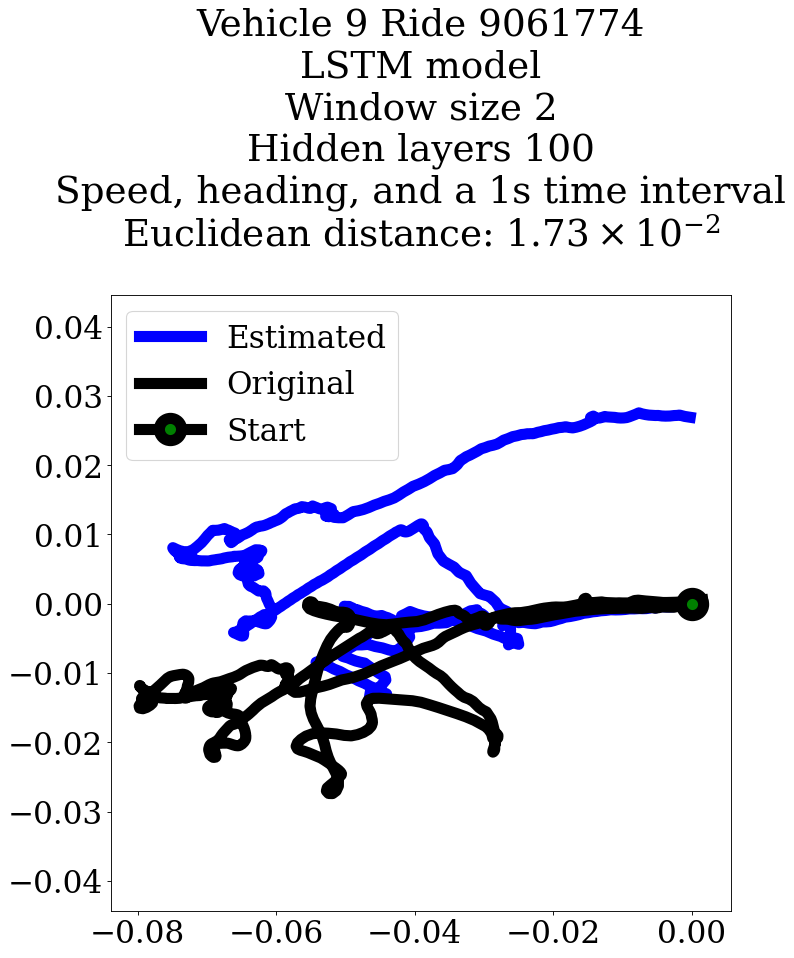 Vehicle 9 Ride 9061774
LSTM model
Window size 2
Hidden layers 100
Speed, heading, and a 1s time interval
Euclidean distance: 1.73 × 10⁻²
Estimated
Original
Start
0.04
0.03
0.02
0.01
0.00
−0.01
−0.02
−0.03
−0.04
−0.08 −0.06 −0.04 −0.02 0.00